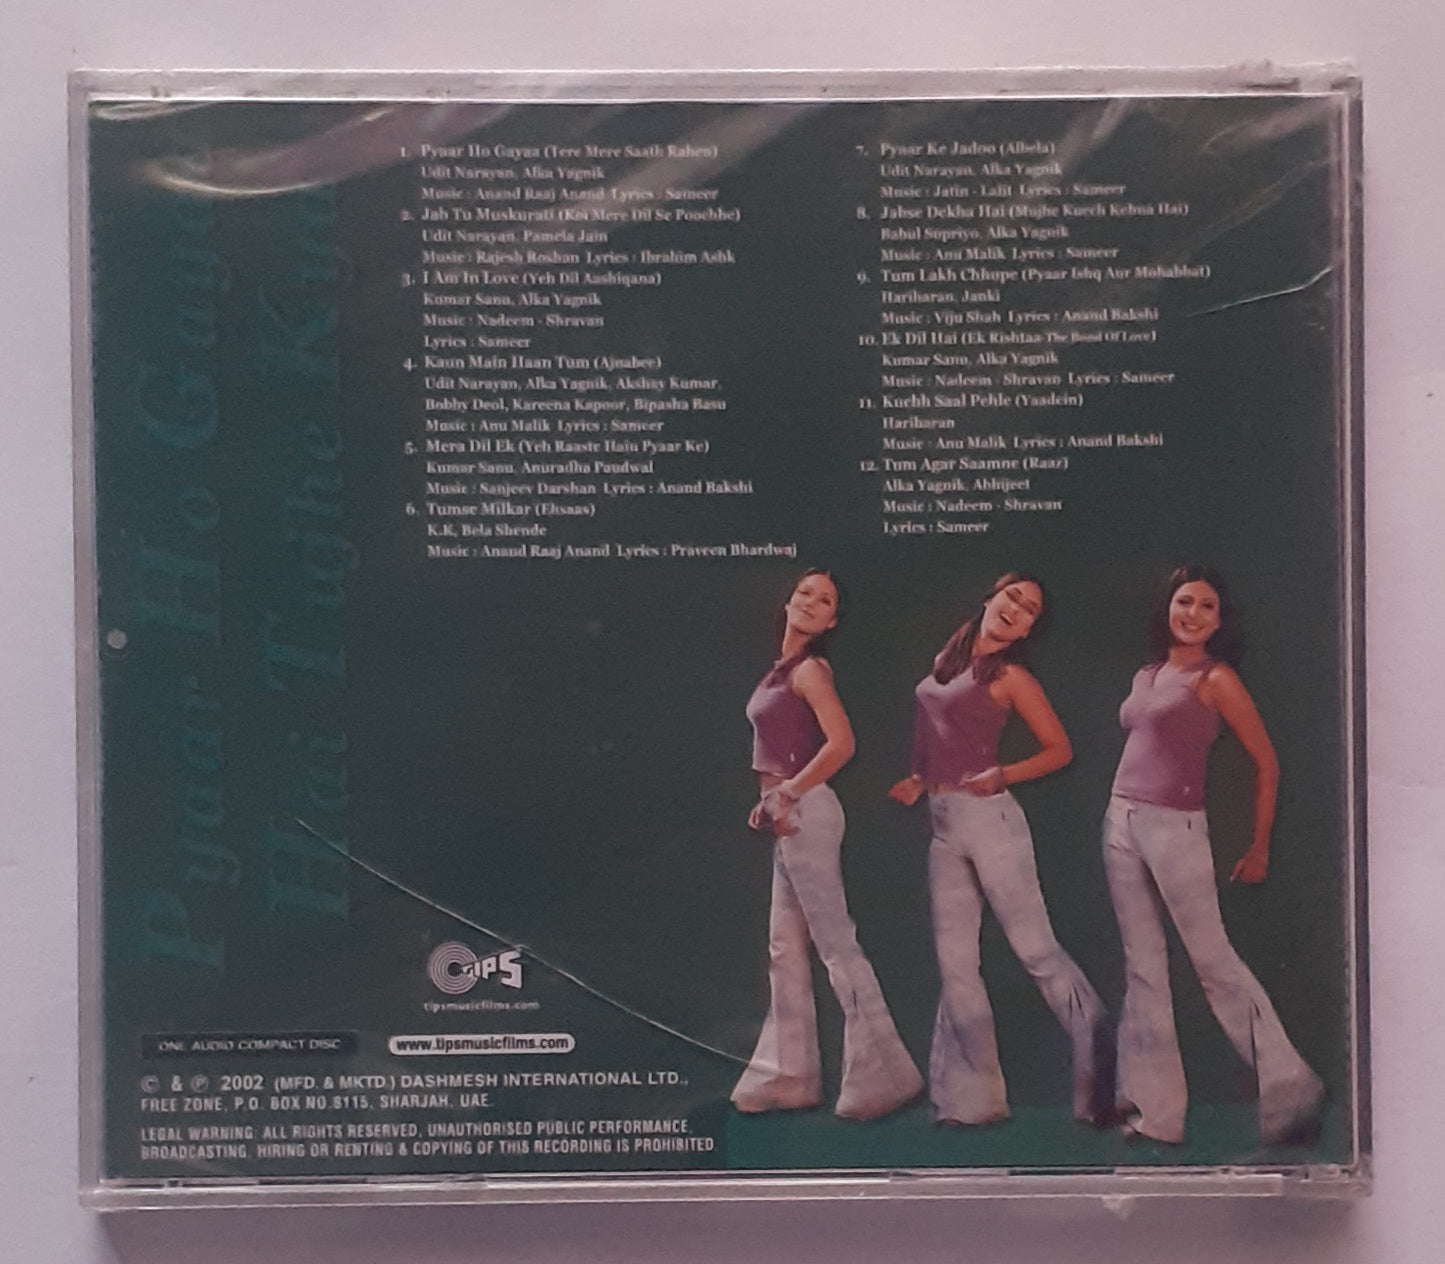 Pyaar Ho Gayaa
Hai Tujhe Kya
1. Pyaar Ho Gayaa (Tere Mere Saath Rahen)
Udit Narayan, Alka Yagnik
Music : Anand Raaj Anand Lyrics : Sameer
2. Jab Tu Muskurati (Koi Mere Dil Se Poochhe)
Udit Narayan, Pamela Jain
Music : Rajesh Roshan Lyrics : Ibrahim Ashk
3. I Am In Love (Yeh Dil Aashiqana)
Kumar Sanu, Alka Yagnik
Music : Nadeem - Shravan
Lyrics : Sameer
4. Kaun Main Haan Tum (Ajnabee)
Udit Narayan, Alka Yagnik, Akshay Kumar,
Bobby Deol, Kareena Kapoor, Bipasha Basu
Music : Anu Malik Lyrics : Sameer
5. Mera Dil Ek (Yeh Raaste Hain Pyaar Ke)
Kumar Sanu, Anuradha Paudwal
Music : Sanjeev Darshan Lyrics : Anand Bakshi
6. Tumse Milkar (Ehsaas)
K.K, Bela Shende
Music : Anand Raaj Anand Lyrics : Praveen Bhardwaj
7. Pyaar Ke Jadoo (Albela)
Udit Narayan, Alka Yagnik
Music : Jatin - Lalit Lyrics : Sameer
8. Jabse Dekha Hai (Mujhe Kucch Kehna Hai)
Babul Supriyo, Alka Yagnik
Music : Anu Malik Lyrics : Sameer
9. Tum Lakh Chhupe (Pyaar Ishq Aur Mohabbat)
Hariharan, Janki
Music : Viju Shah Lyrics : Anand Bakshi
10. Ek Dil Hai (Ek Rishtaa-The Bond Of Love)
Kumar Sanu, Alka Yagnik
Music : Nadeem - Shravan Lyrics : Sameer
11. Kuchh Saal Pehle (Yaadein)
Hariharan
Music : Anu Malik Lyrics : Anand Bakshi
12. Tum Agar Saamne (Raaz)
Alka Yagnik, Abhijeet
Music : Nadeem - Shravan
Lyrics : Sameer
TIPS
tipsmusicfilms.com
ONE AUDIO COMPACT DISC
www.tipsmusicfilms.com
© & ℗ 2002 (MFD. & MKTD.) DASHMESH INTERNATIONAL LTD.,
FREE ZONE, P.O. BOX NO.8115, SHARJAH. UAE.
LEGAL WARNING: ALL RIGHTS RESERVED, UNAUTHORISED PUBLIC PERFORMANCE,
BROADCASTING, HIRING OR RENTING & COPYING OF THIS RECORDING IS PROHIBITED